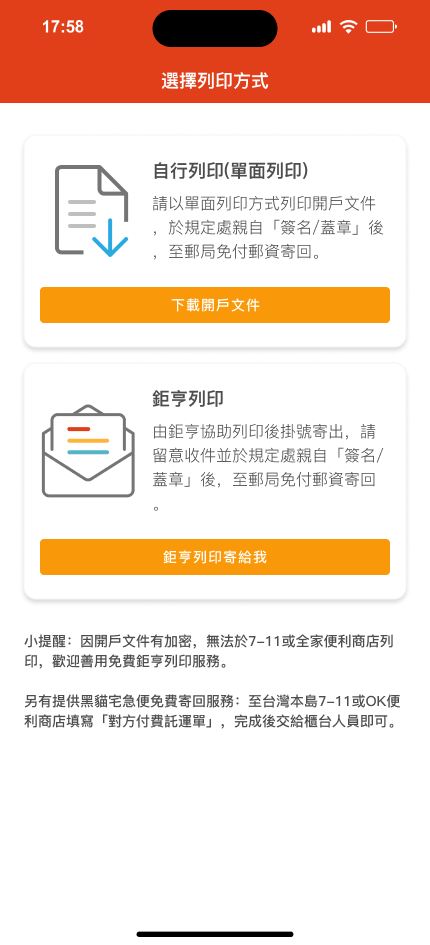 17:58
選擇列印方式
自行列印(單面列印)
請以單面列印方式列印開戶文件
，於規定處親自「簽名/蓋章」後
，至郵局免付郵資寄回。
下載開戶文件
鉅亨列印
由鉅亨協助列印後掛號寄出，請
留意收件並於規定處親自「簽名/
蓋章」後，至郵局免付郵資寄回
。
鉅亨列印寄給我
小提醒：因開戶文件有加密，無法於7-11或全家便利商店列
印，歡迎善用免費鉅亨列印服務。
另有提供黑貓宅急便免費寄回服務：至台灣本島7-11或OK便
利商店填寫「對方付費託運單」，完成後交給櫃台人員即可。